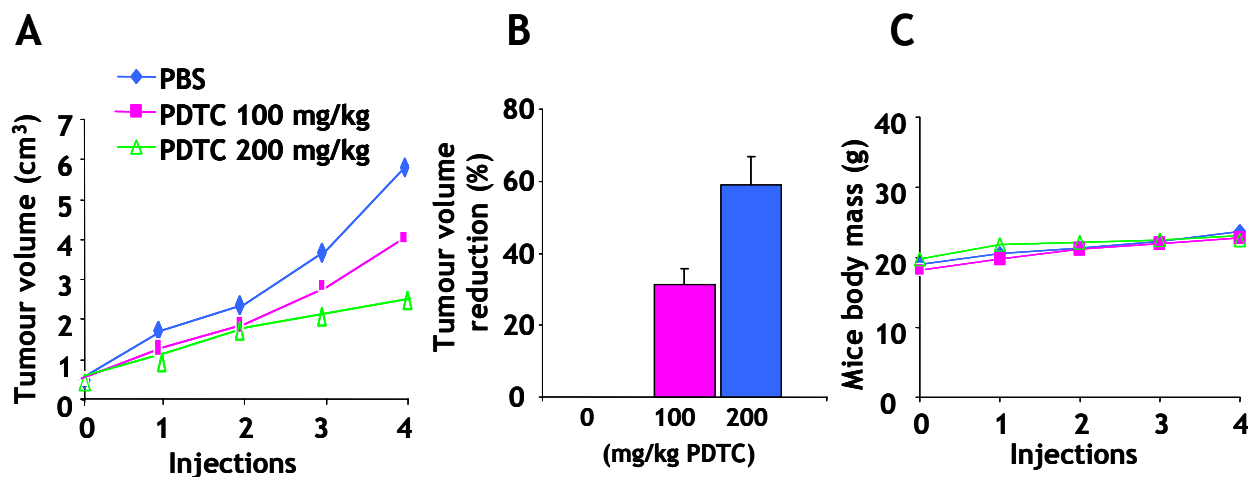 A
PBS
PDTC 100 mg/kg
PDTC 200 mg/kg
Tumour volume (cm³)
7
6
5
4
3
2
1
0
0 1 2 3 4
Injections
B
Tumour volume
reduction (%)
80
60
40
20
0
0 100 200
(mg/kg PDTC)
C
Mice body mass (g)
40
30
20
10
0
0 1 2 3 4
Injections